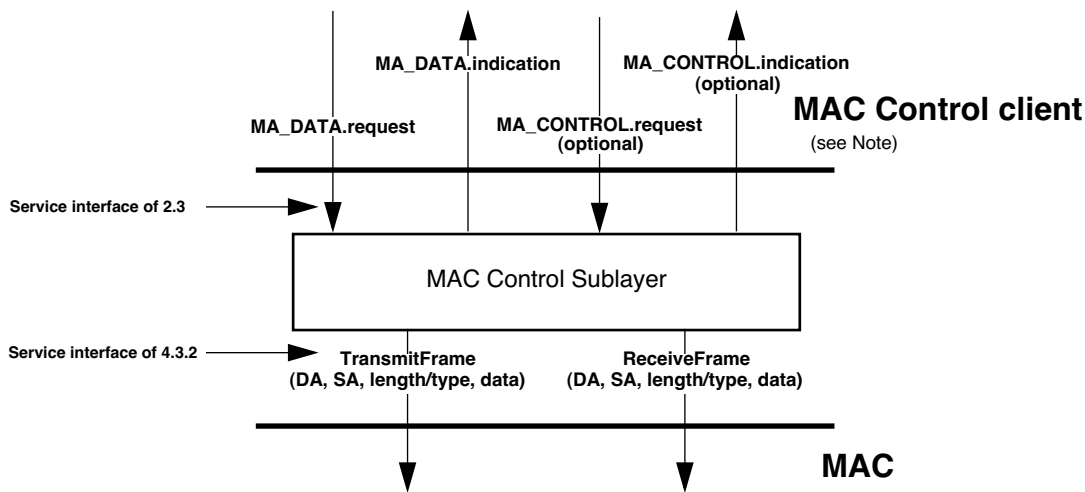 MA_DATA.indication
MA_CONTROL.indication
(optional)
MAC Control client
(see Note)
MA_DATA.request
MA_CONTROL.request
(optional)
Service interface of 2.3
MAC Control Sublayer
Service interface of 4.3.2
TransmitFrame
(DA, SA, length/type, data)
ReceiveFrame
(DA, SA, length/type, data)
MAC